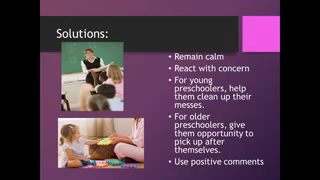 Solutions:
• Remain calm
• React with concern
• For young
preschoolers, help
them clean up their
messes.
• For older
preschoolers, give
them opportunity to
pick up after
themselves.
• Use positive comments